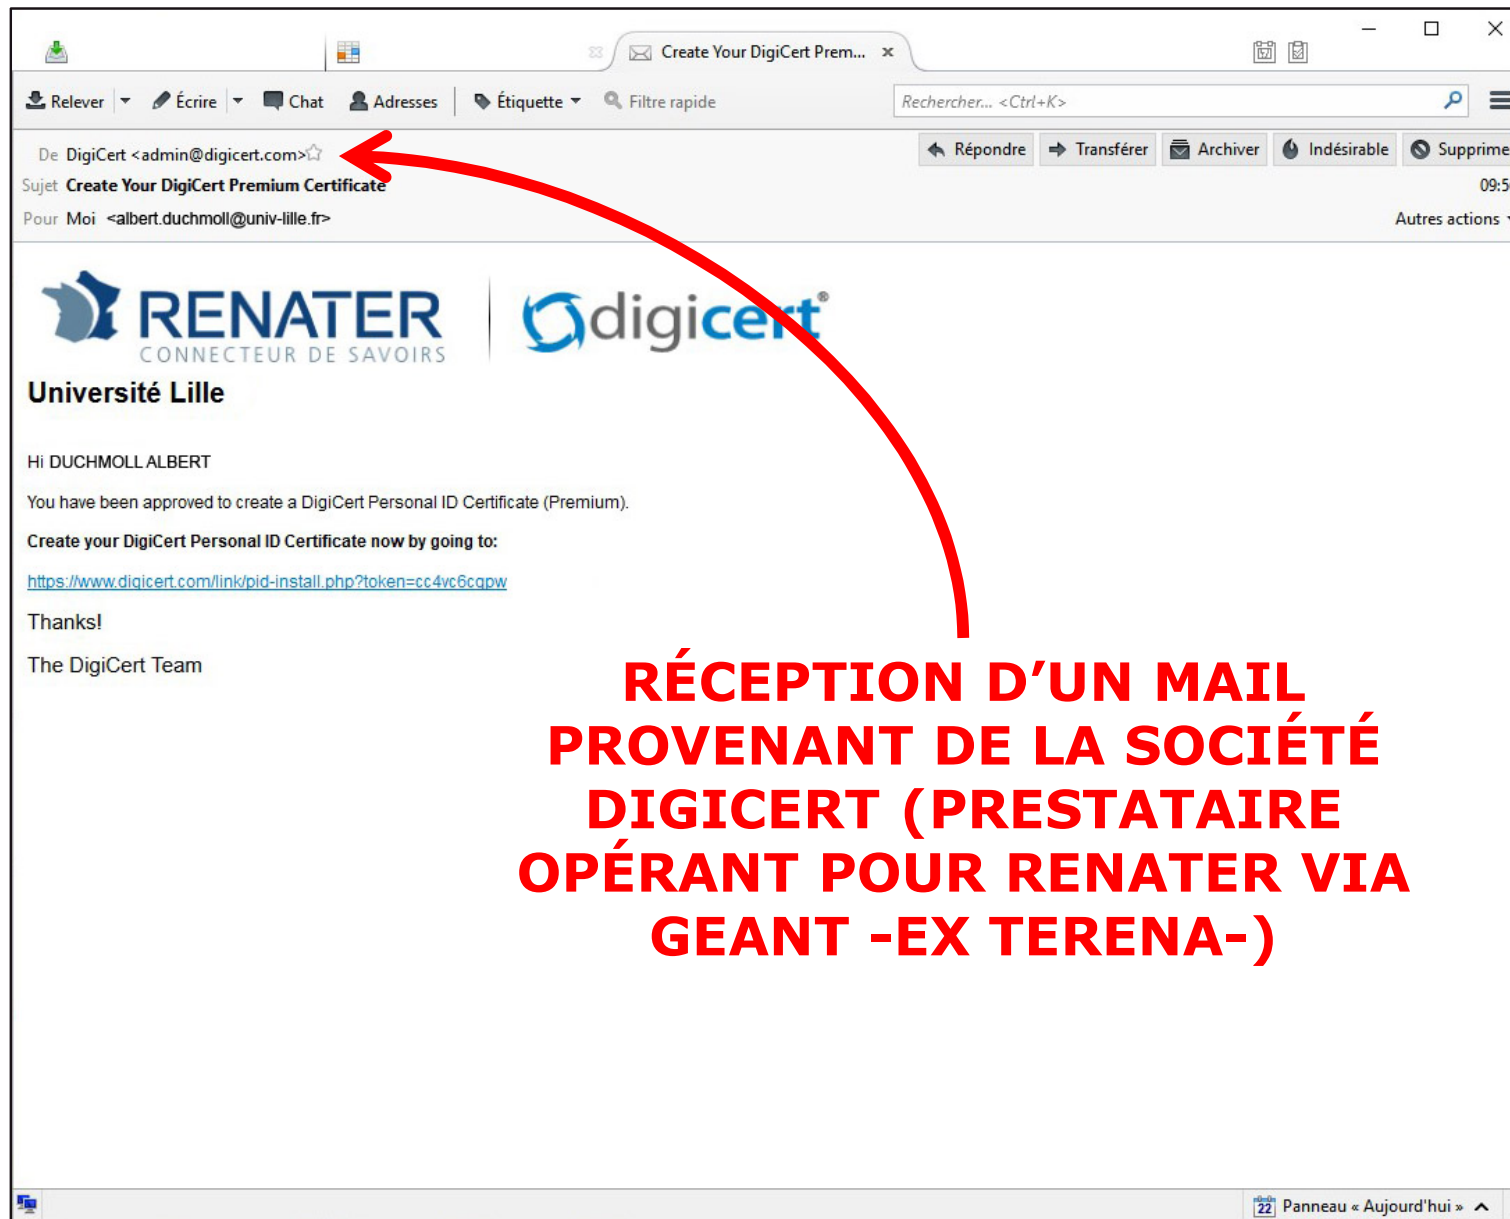 Create Your DigiCert Prem...
Relever Écrire Chat Adresses Étiquette Filtre rapide Rechercher... <Ctrl+K>
De DigiCert <admin@digicert.com> Répondre Transférer Archiver Indésirable Supprime
Sujet Create Your DigiCert Premium Certificate 09:5
Pour Moi <albert.duchmoll@univ-lille.fr> Autres actions
RENATER digicert®
CONNECTEUR DE SAVOIRS
Université Lille
Hi DUCHMOLL ALBERT
You have been approved to create a DigiCert Personal ID Certificate (Premium).
Create your DigiCert Personal ID Certificate now by going to:
https://www.digicert.com/link/pid-install.php?token=cc4vc6cqpw
Thanks!
The DigiCert Team
RÉCEPTION D’UN MAIL
PROVENANT DE LA SOCIÉTÉ
DIGICERT (PRESTATAIRE
OPÉRANT POUR RENATER VIA
GEANT -EX TERENA-)
22 Panneau « Aujourd'hui »